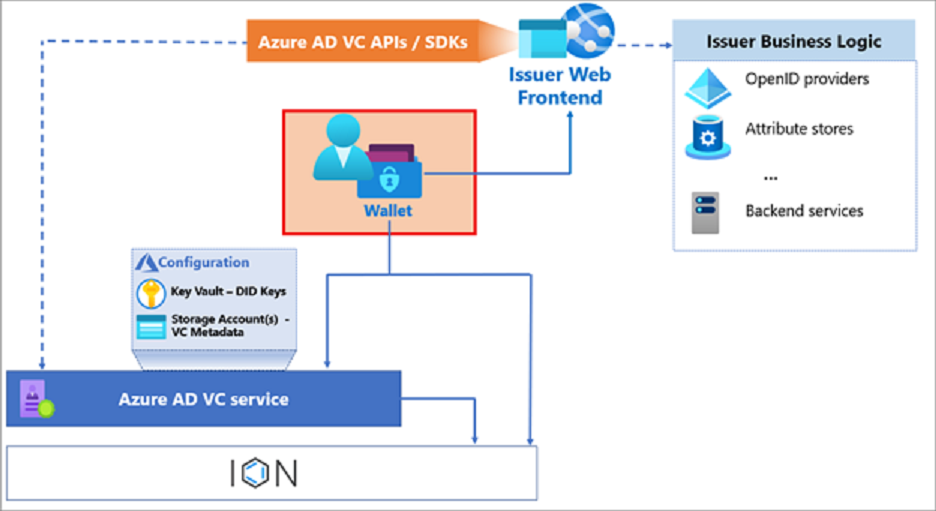 Azure AD VC APIs / SDKs
Issuer Web
Frontend
Issuer Business Logic
OpenID providers
Attribute stores
...
Backend services
Wallet
Configuration
Key Vault – DID Keys
Storage Account(s) -
VC Metadata
Azure AD VC service
ION